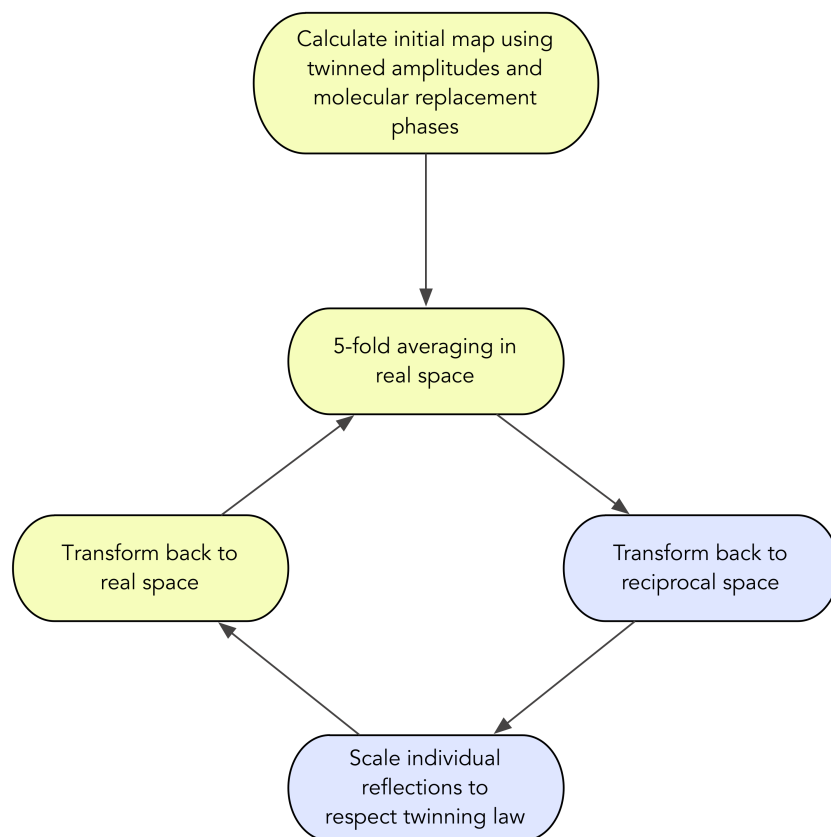 Calculate initial map using
twinned amplitudes and
molecular replacement
phases
5-fold averaging in
real space
Transform back to
real space
Transform back to
reciprocal space
Scale individual
reflections to
respect twinning law